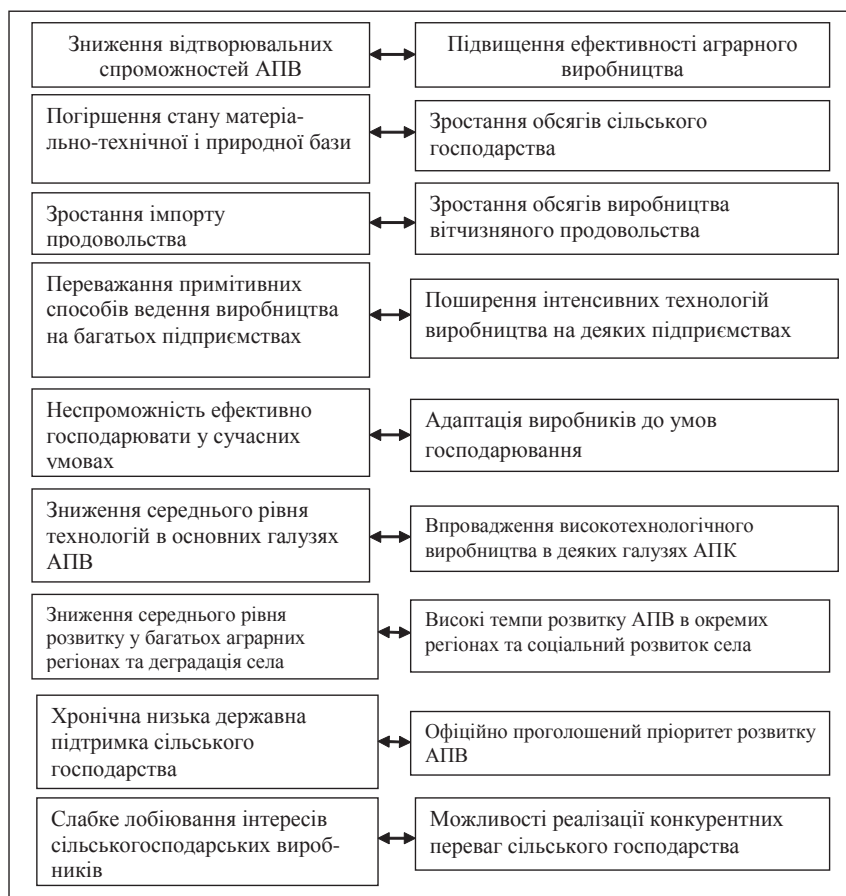 Зниження відтворювальних
спроможностей АПВ
Підвищення ефективності аграрного
виробництва
Погіршення стану матеріа-
льно-технічної і природної бази
Зростання обсягів сільського
господарства
Зростання імпорту
продовольства
Зростання обсягів виробництва
вітчизняного продовольства
Переважання примітивних
способів ведення виробництва
на багатьох підприємствах
Поширення інтенсивних технологій
виробництва на деяких підприємствах
Неспроможність ефективно
господарювати у сучасних
умовах
Адаптація виробників до умов
господарювання
Зниження середнього рівня
технологій в основних галузях
АПВ
Впровадження високотехнологічного
виробництва в деяких галузях АПК
Зниження середнього рівня
розвитку у багатьох аграрних
регіонах та деградація села
Високі темпи розвитку АПВ в окремих
регіонах та соціальний розвиток села
Хронічна низька державна
підтримка сільського
господарства
Офіційно проголошений пріоритет розвитку
АПВ
Слабке лобіювання інтересів
сільськогосподарських вироб-
ників
Можливості реалізації конкурентних
переваг сільського господарства